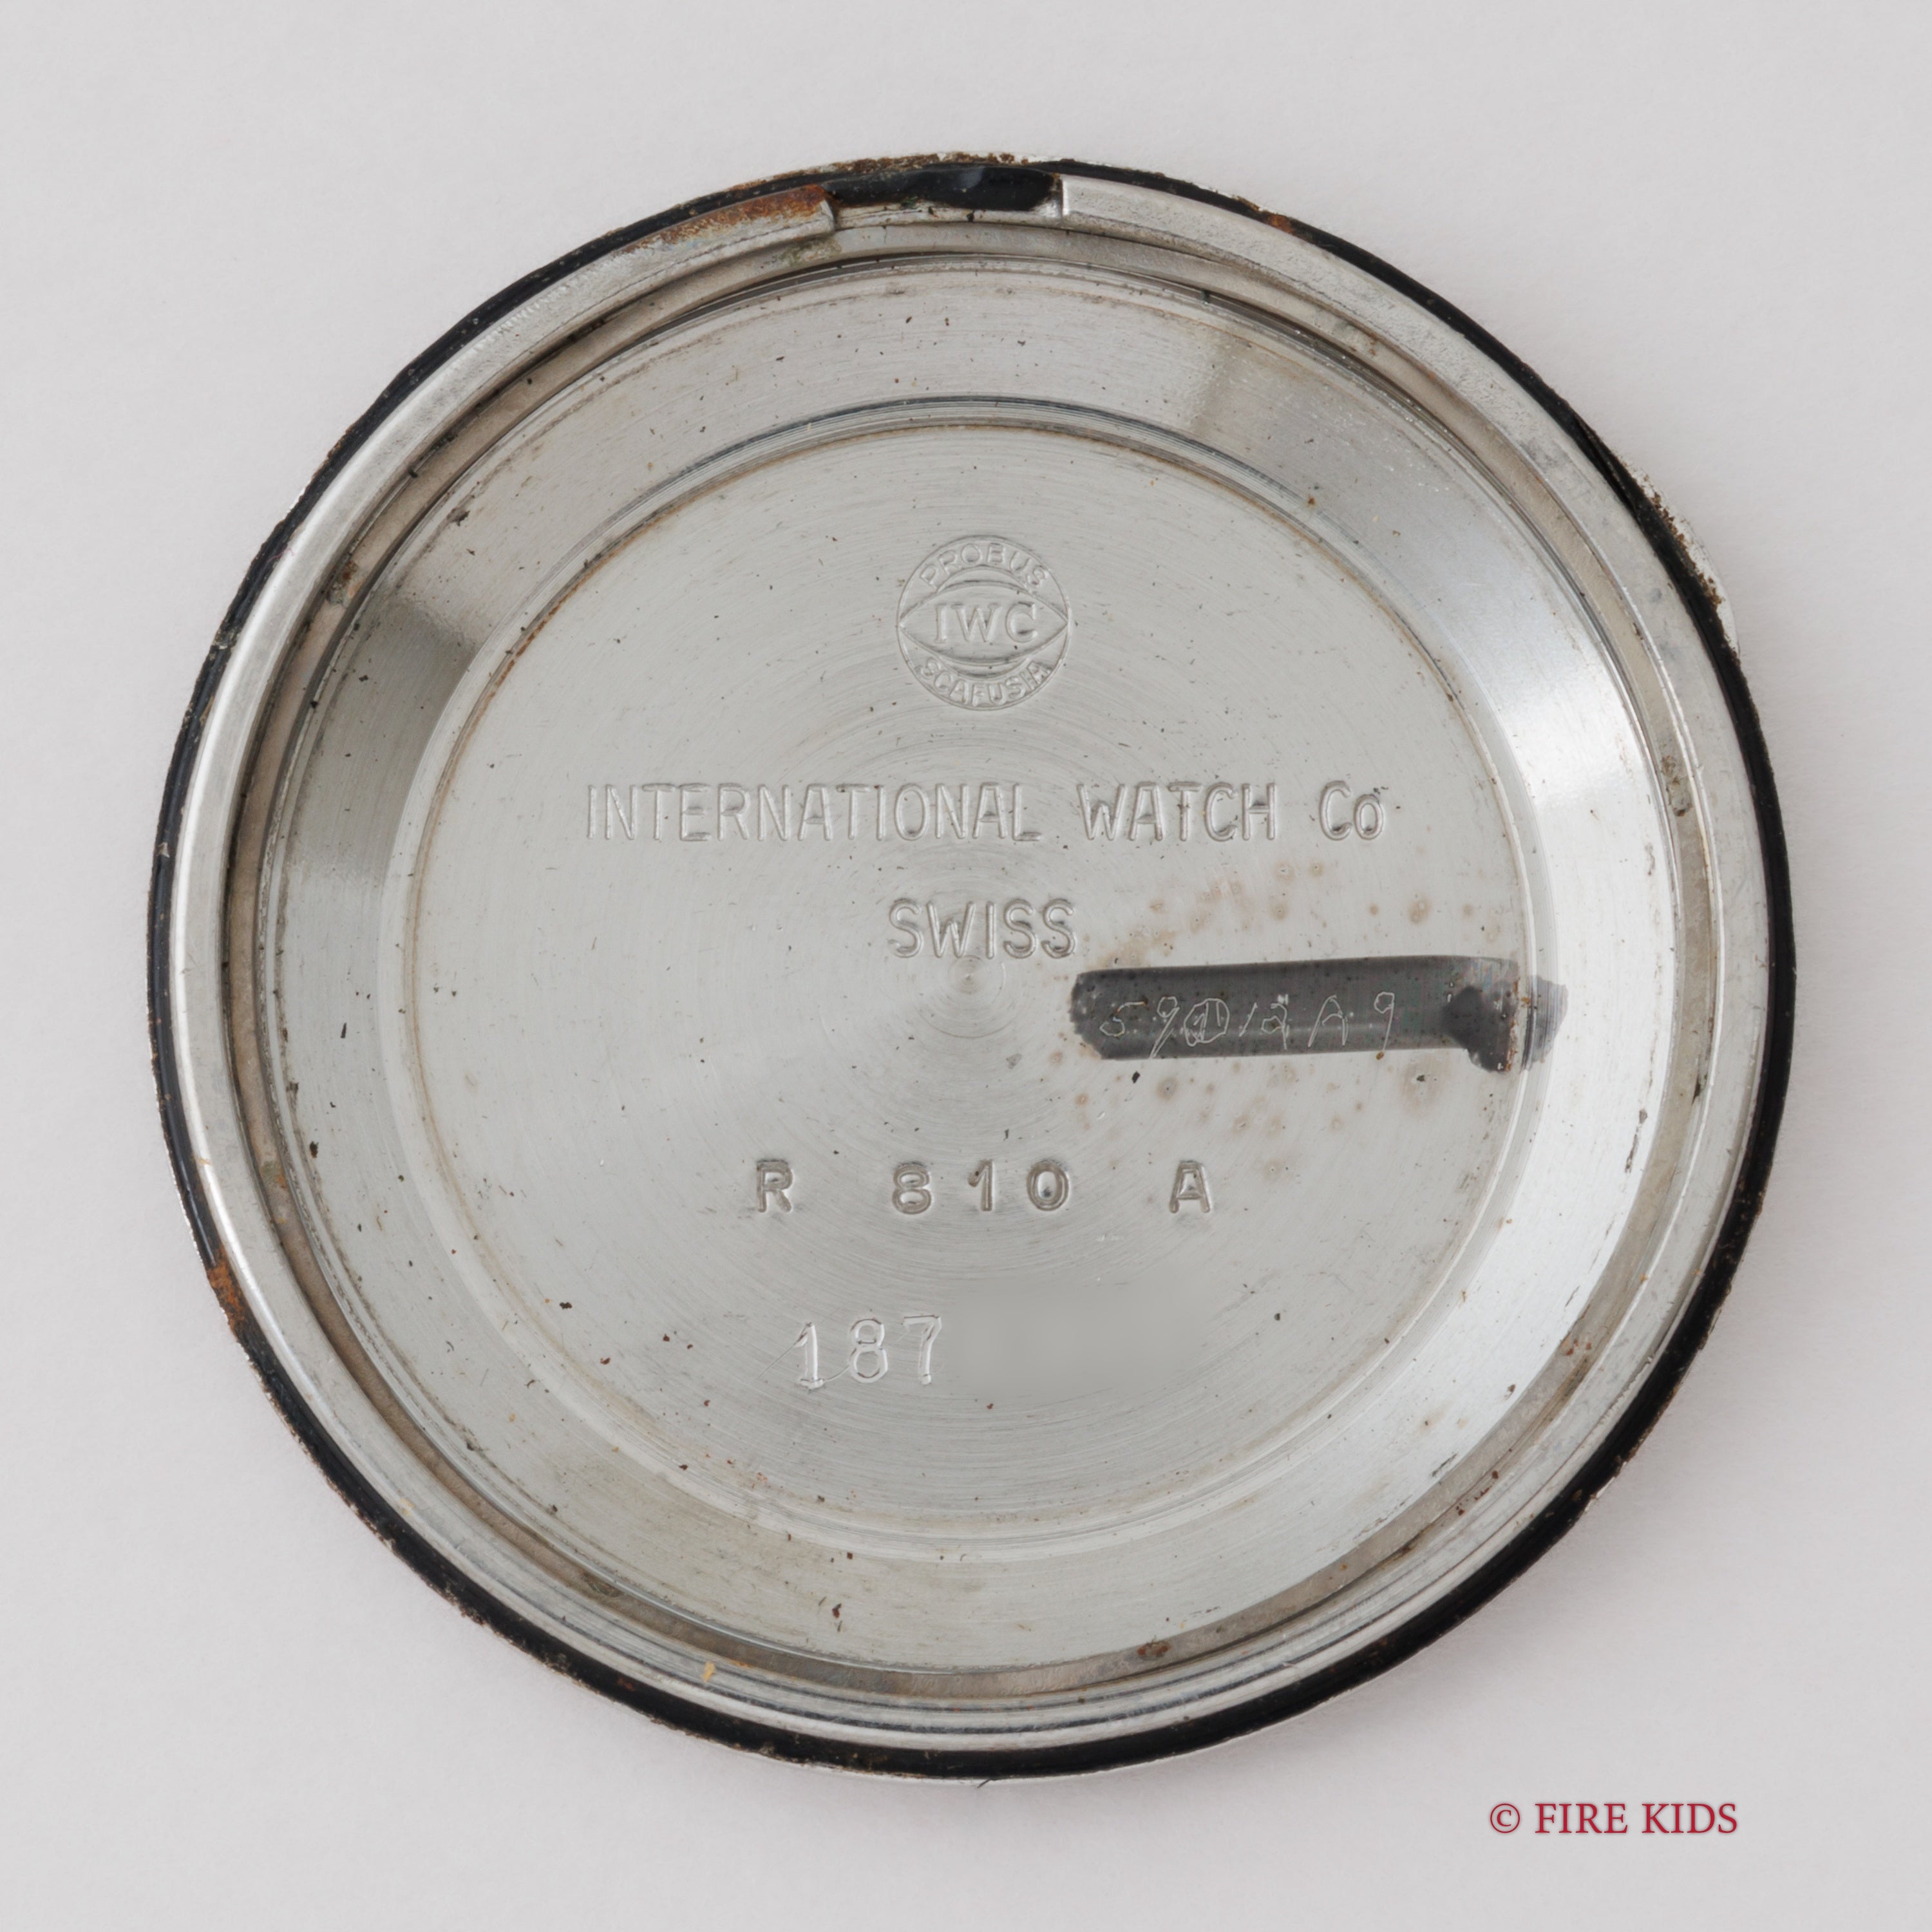 PROBUS
IWC
SCAFUSIA
INTERNATIONAL WATCH Co
SWISS
R 810 A
187
© FIRE KIDS